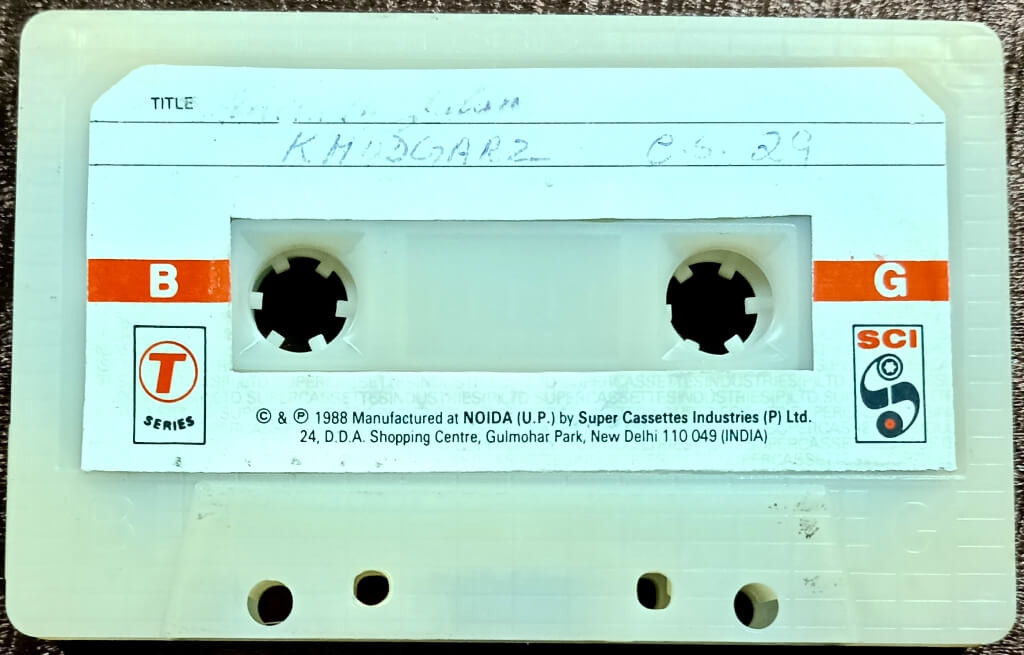 TITLE
KHUDGARZ C.S. 29
B G
T SERIES
SCI
© & ℗ 1988 Manufactured at NOIDA (U.P.) by Super Cassettes Industries (P) Ltd.
24, D.D.A. Shopping Centre, Gulmohar Park, New Delhi 110 049 (INDIA)